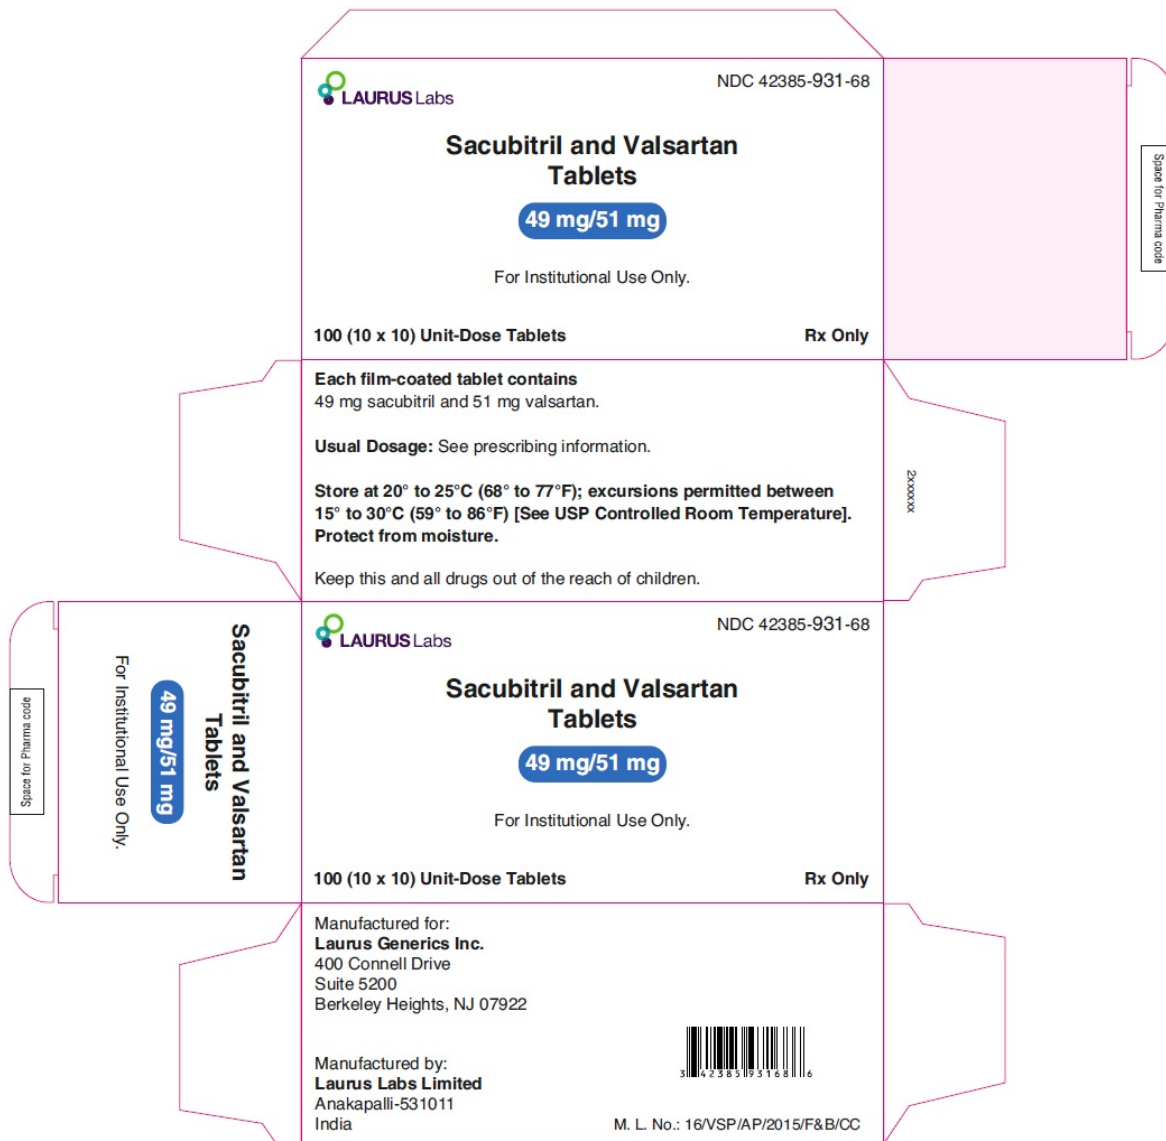 LAURUS Labs
NDC 42385-931-68
Sacubitril and Valsartan
Tablets
49 mg/51 mg
For Institutional Use Only.
100 (10 x 10) Unit-Dose Tablets
Rx Only
Space for Pharma code
Each film-coated tablet contains
49 mg sacubitril and 51 mg valsartan.
Usual Dosage: See prescribing information.
Store at 20° to 25°C (68° to 77°F); excursions permitted between
15° to 30°C (59° to 86°F) [See USP Controlled Room Temperature].
Protect from moisture.
Keep this and all drugs out of the reach of children.
2xxxxxx
Space for Pharma code
Sacubitril and Valsartan
Tablets
49 mg/51 mg
For Institutional Use Only.
LAURUS Labs
NDC 42385-931-68
Sacubitril and Valsartan
Tablets
49 mg/51 mg
For Institutional Use Only.
100 (10 x 10) Unit-Dose Tablets
Rx Only
Manufactured for:
Laurus Generics Inc.
400 Connell Drive
Suite 5200
Berkeley Heights, NJ 07922
Manufactured by:
Laurus Labs Limited
Anakapalli-531011
India
3 42385 93168 6
M. L. No.: 16/VSP/AP/2015/F&B/CC